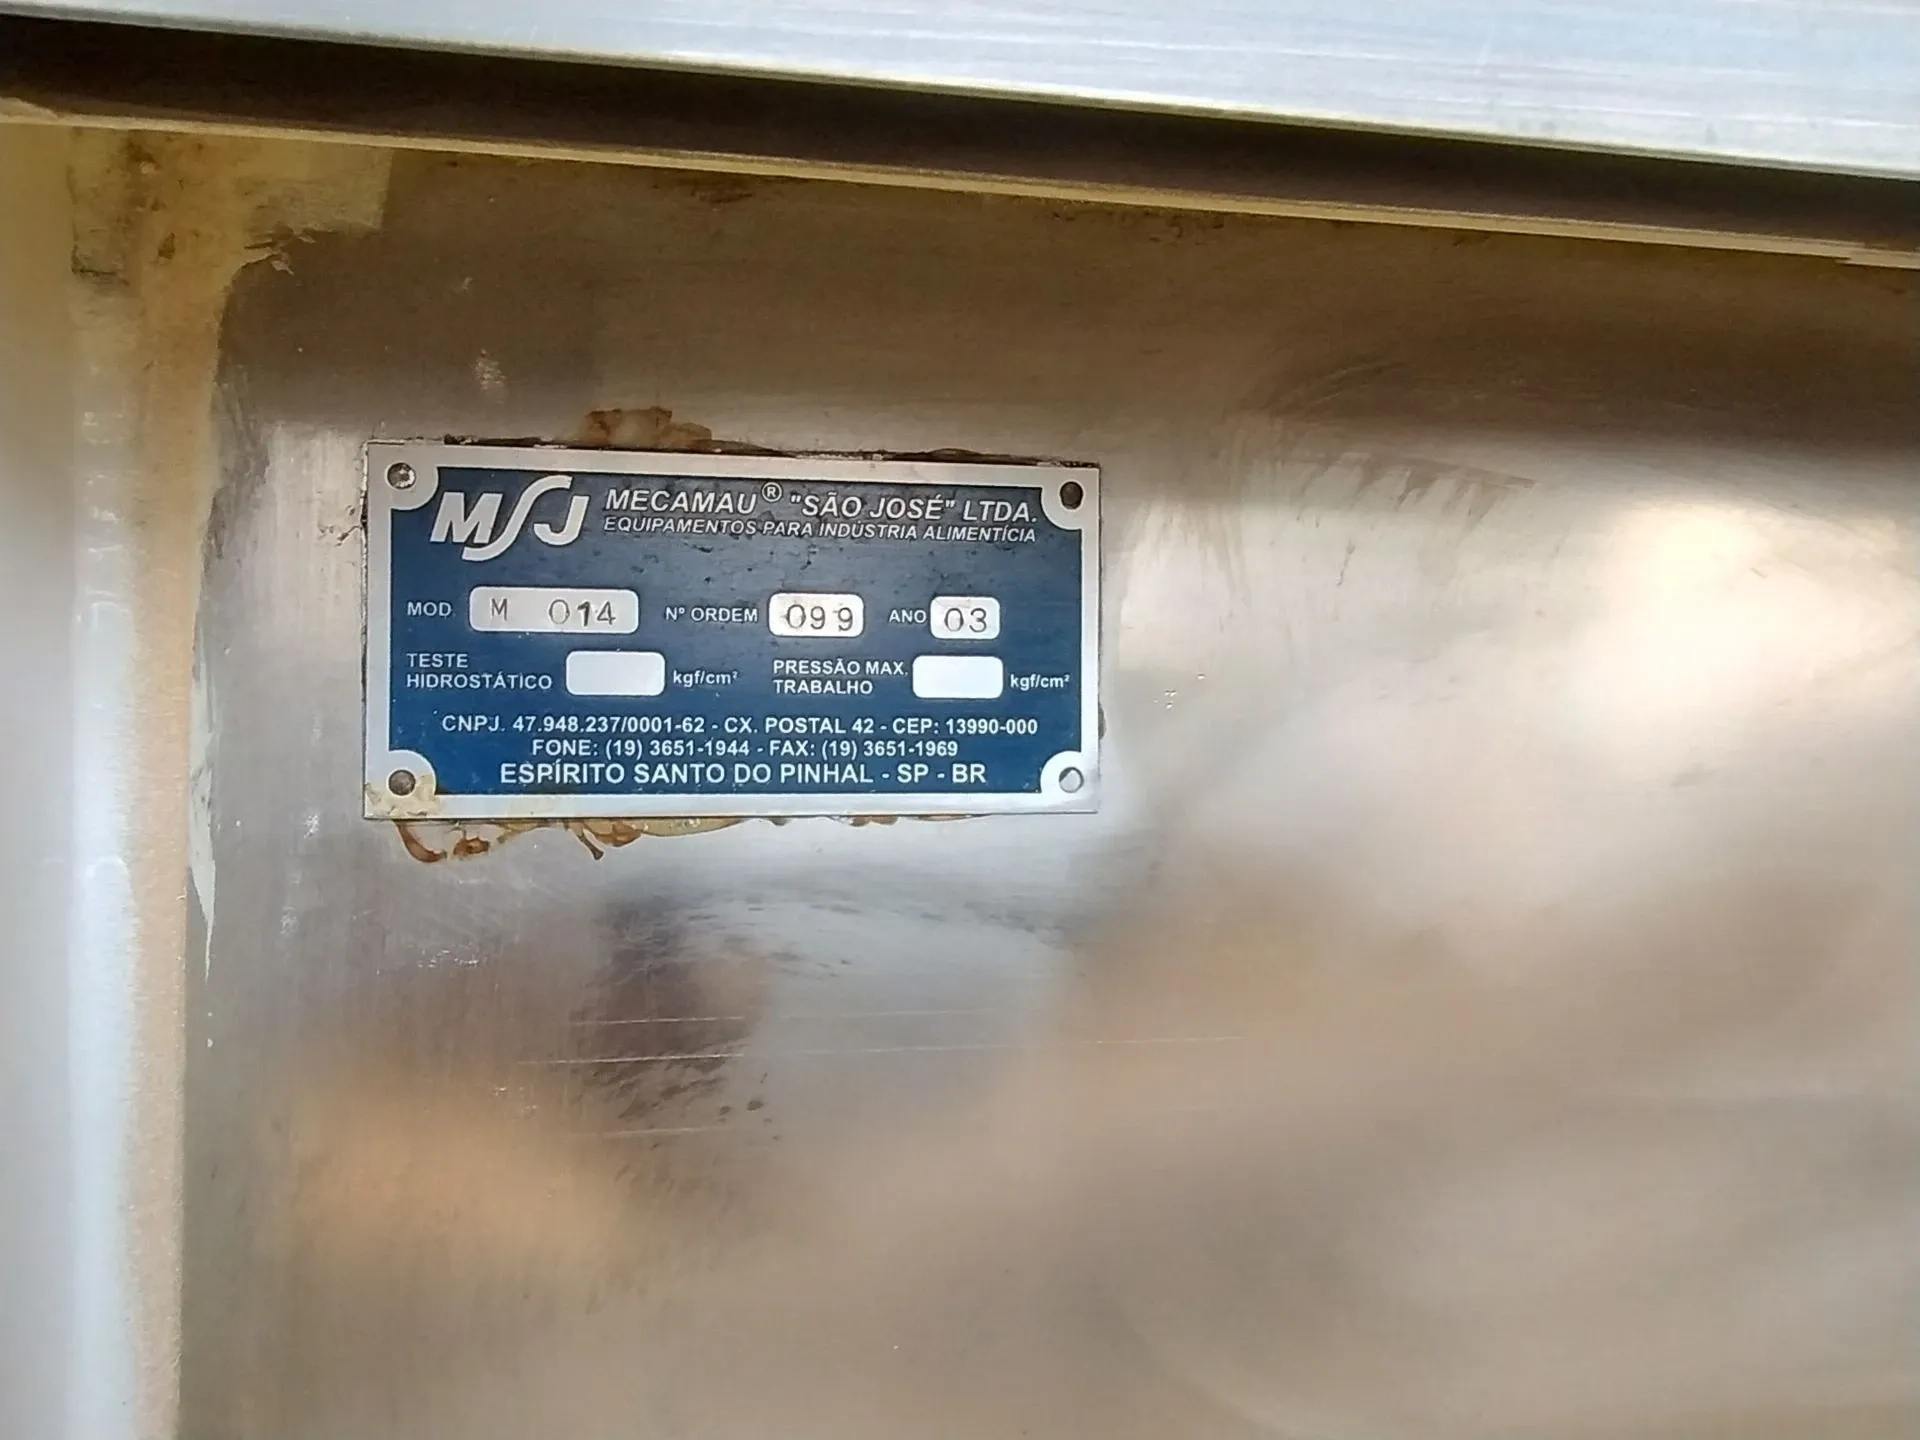 MSJ MECAMAU® "SÃO JOSÉ" LTDA.
EQUIPAMENTOS PARA INDÚSTRIA ALIMENTÍCIA
MOD. M 014 Nº ORDEM 099 ANO 03
TESTE HIDROSTÁTICO kgf/cm² PRESSÃO MAX. TRABALHO kgf/cm²
CNPJ. 47.948.237/0001-62 - CX. POSTAL 42 - CEP: 13990-000
FONE: (19) 3651-1944 - FAX: (19) 3651-1969
ESPÍRITO SANTO DO PINHAL - SP - BR